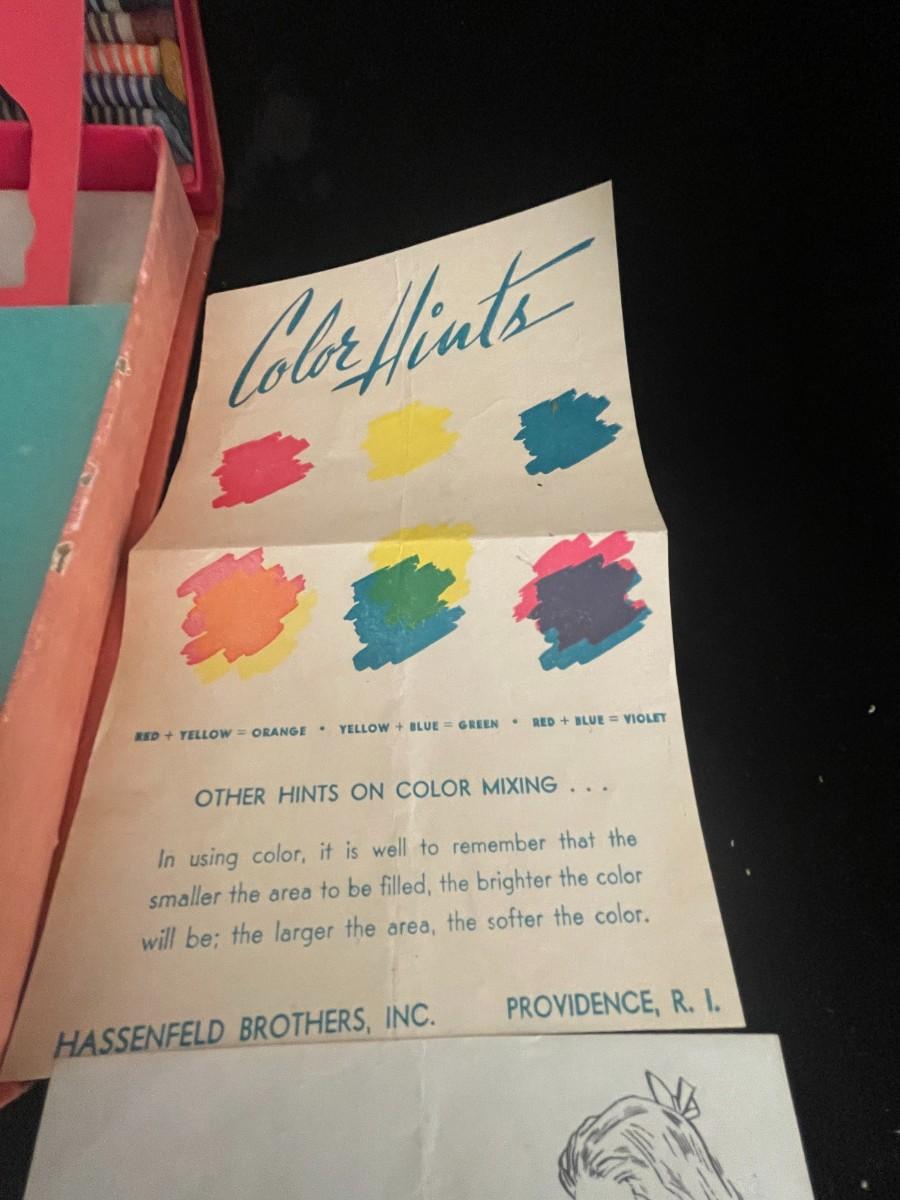 Color Hints
RED + YELLOW = ORANGE • YELLOW + BLUE = GREEN • RED + BLUE = VIOLET
OTHER HINTS ON COLOR MIXING . . .
In using color, it is well to remember that the
smaller the area to be filled, the brighter the color
will be; the larger the area, the softer the color.
HASSENFELD BROTHERS, INC. PROVIDENCE, R. I.